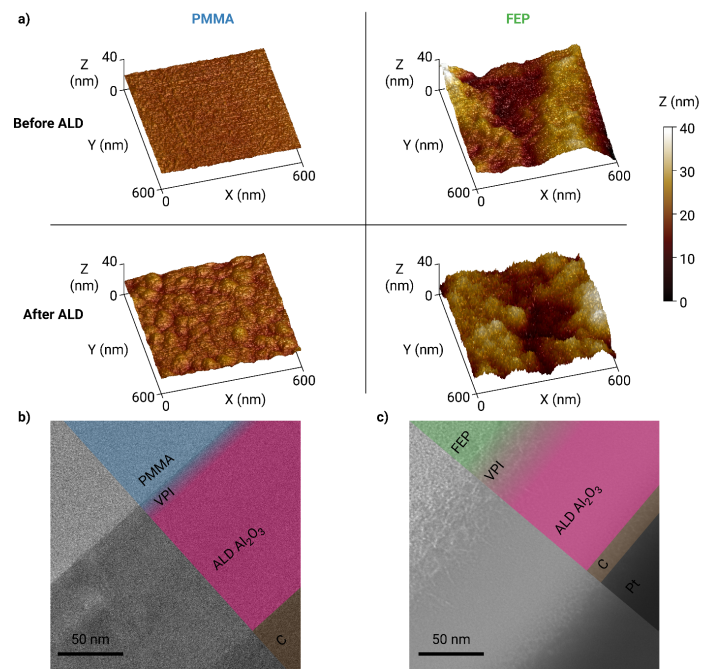 a)
PMMA
FEP
Before ALD
Z
(nm)
40
0
Y (nm)
600
0
X (nm)
600
Z
(nm)
40
0
Y (nm)
600
0
X (nm)
600
Z (nm)
40
30
20
10
0
After ALD
Z
(nm)
40
0
Y (nm)
600
0
X (nm)
600
Z
(nm)
40
0
Y (nm)
600
0
X (nm)
600
b)
PMMA
VPI
ALD Al₂O₃
C
50 nm
c)
FEP
VPI
ALD Al₂O₃
C
Pt
50 nm